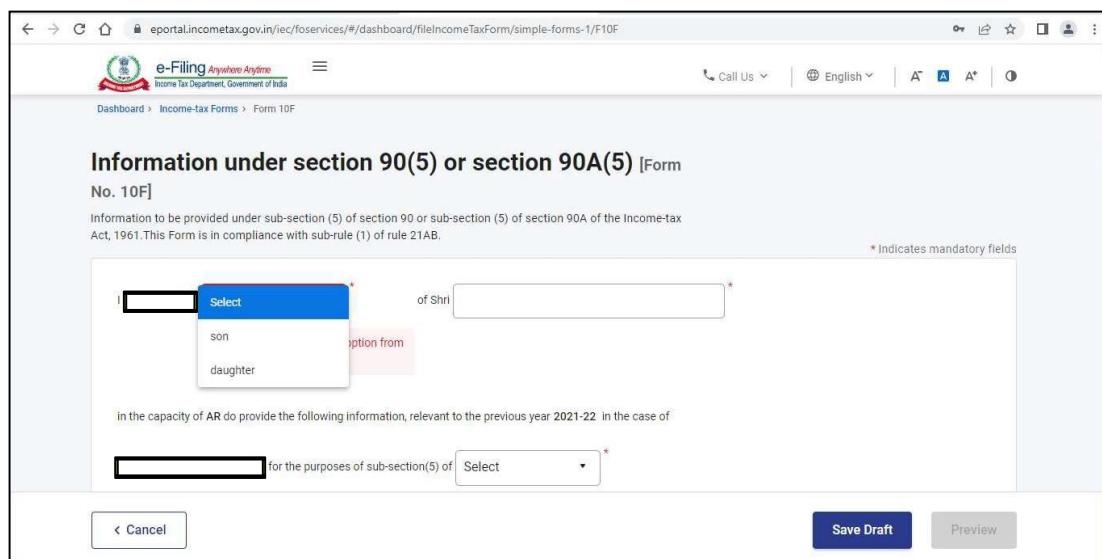 eportal.incometax.gov.in/iec/foservices/#/dashboard/fileIncomeTaxForm/simple-forms-1/F10F
e-Filing Anywhere Anytime
Income Tax Department, Government of India
Call Us
English
A-
A
A+
Dashboard > Income-tax Forms > Form 10F
Information under section 90(5) or section 90A(5) [Form
No. 10F]
Information to be provided under sub-section (5) of section 90 or sub-section (5) of section 90A of the Income-tax
Act, 1961.This Form is in compliance with sub-rule (1) of rule 21AB.
* Indicates mandatory fields
I
Select
*
of Shri
*
son
option from
daughter
in the capacity of AR do provide the following information, relevant to the previous year 2021-22 in the case of
for the purposes of sub-section(5) of Select *
< Cancel
Save Draft
Preview